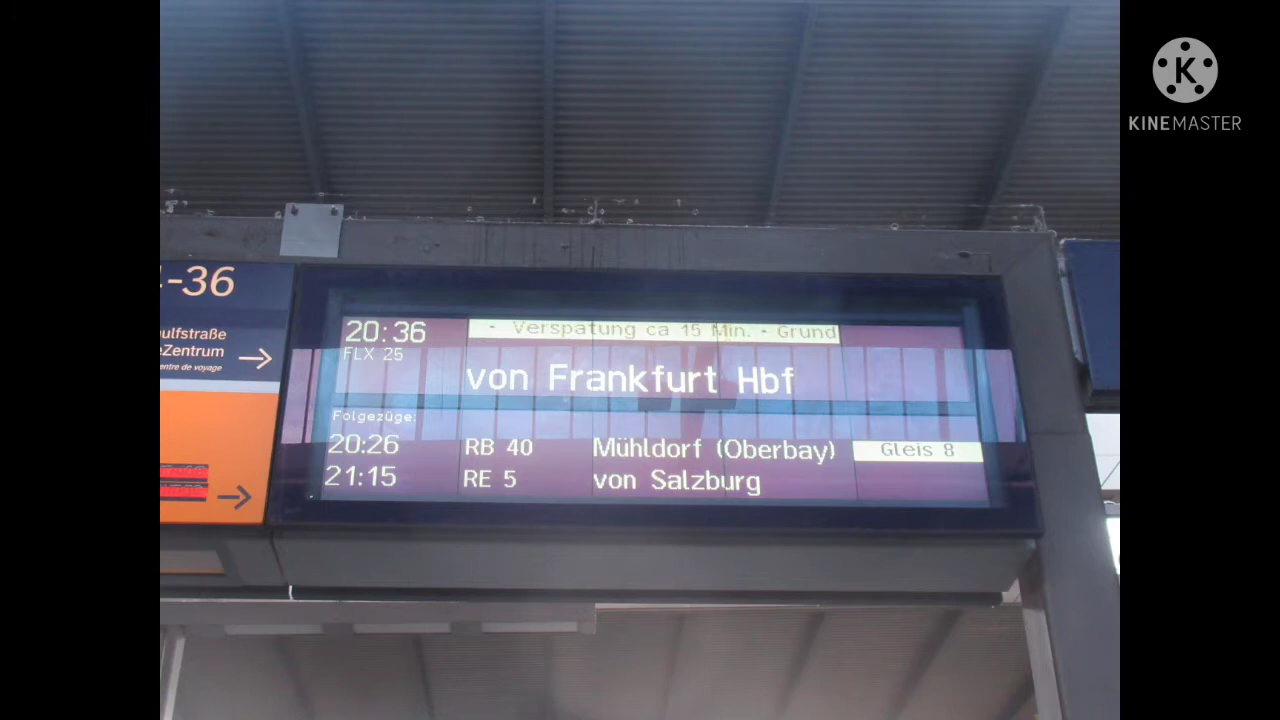 KINEMASTER
-36
ulfstraße
eZentrum
entre de voyage
20:36
- Verspätung ca 15 Min. - Grund
FLX 25
von Frankfurt Hbf
Folgezüge:
20:26 RB 40 Mühldorf (Oberbay) Gleis 8
21:15 RE 5 von Salzburg